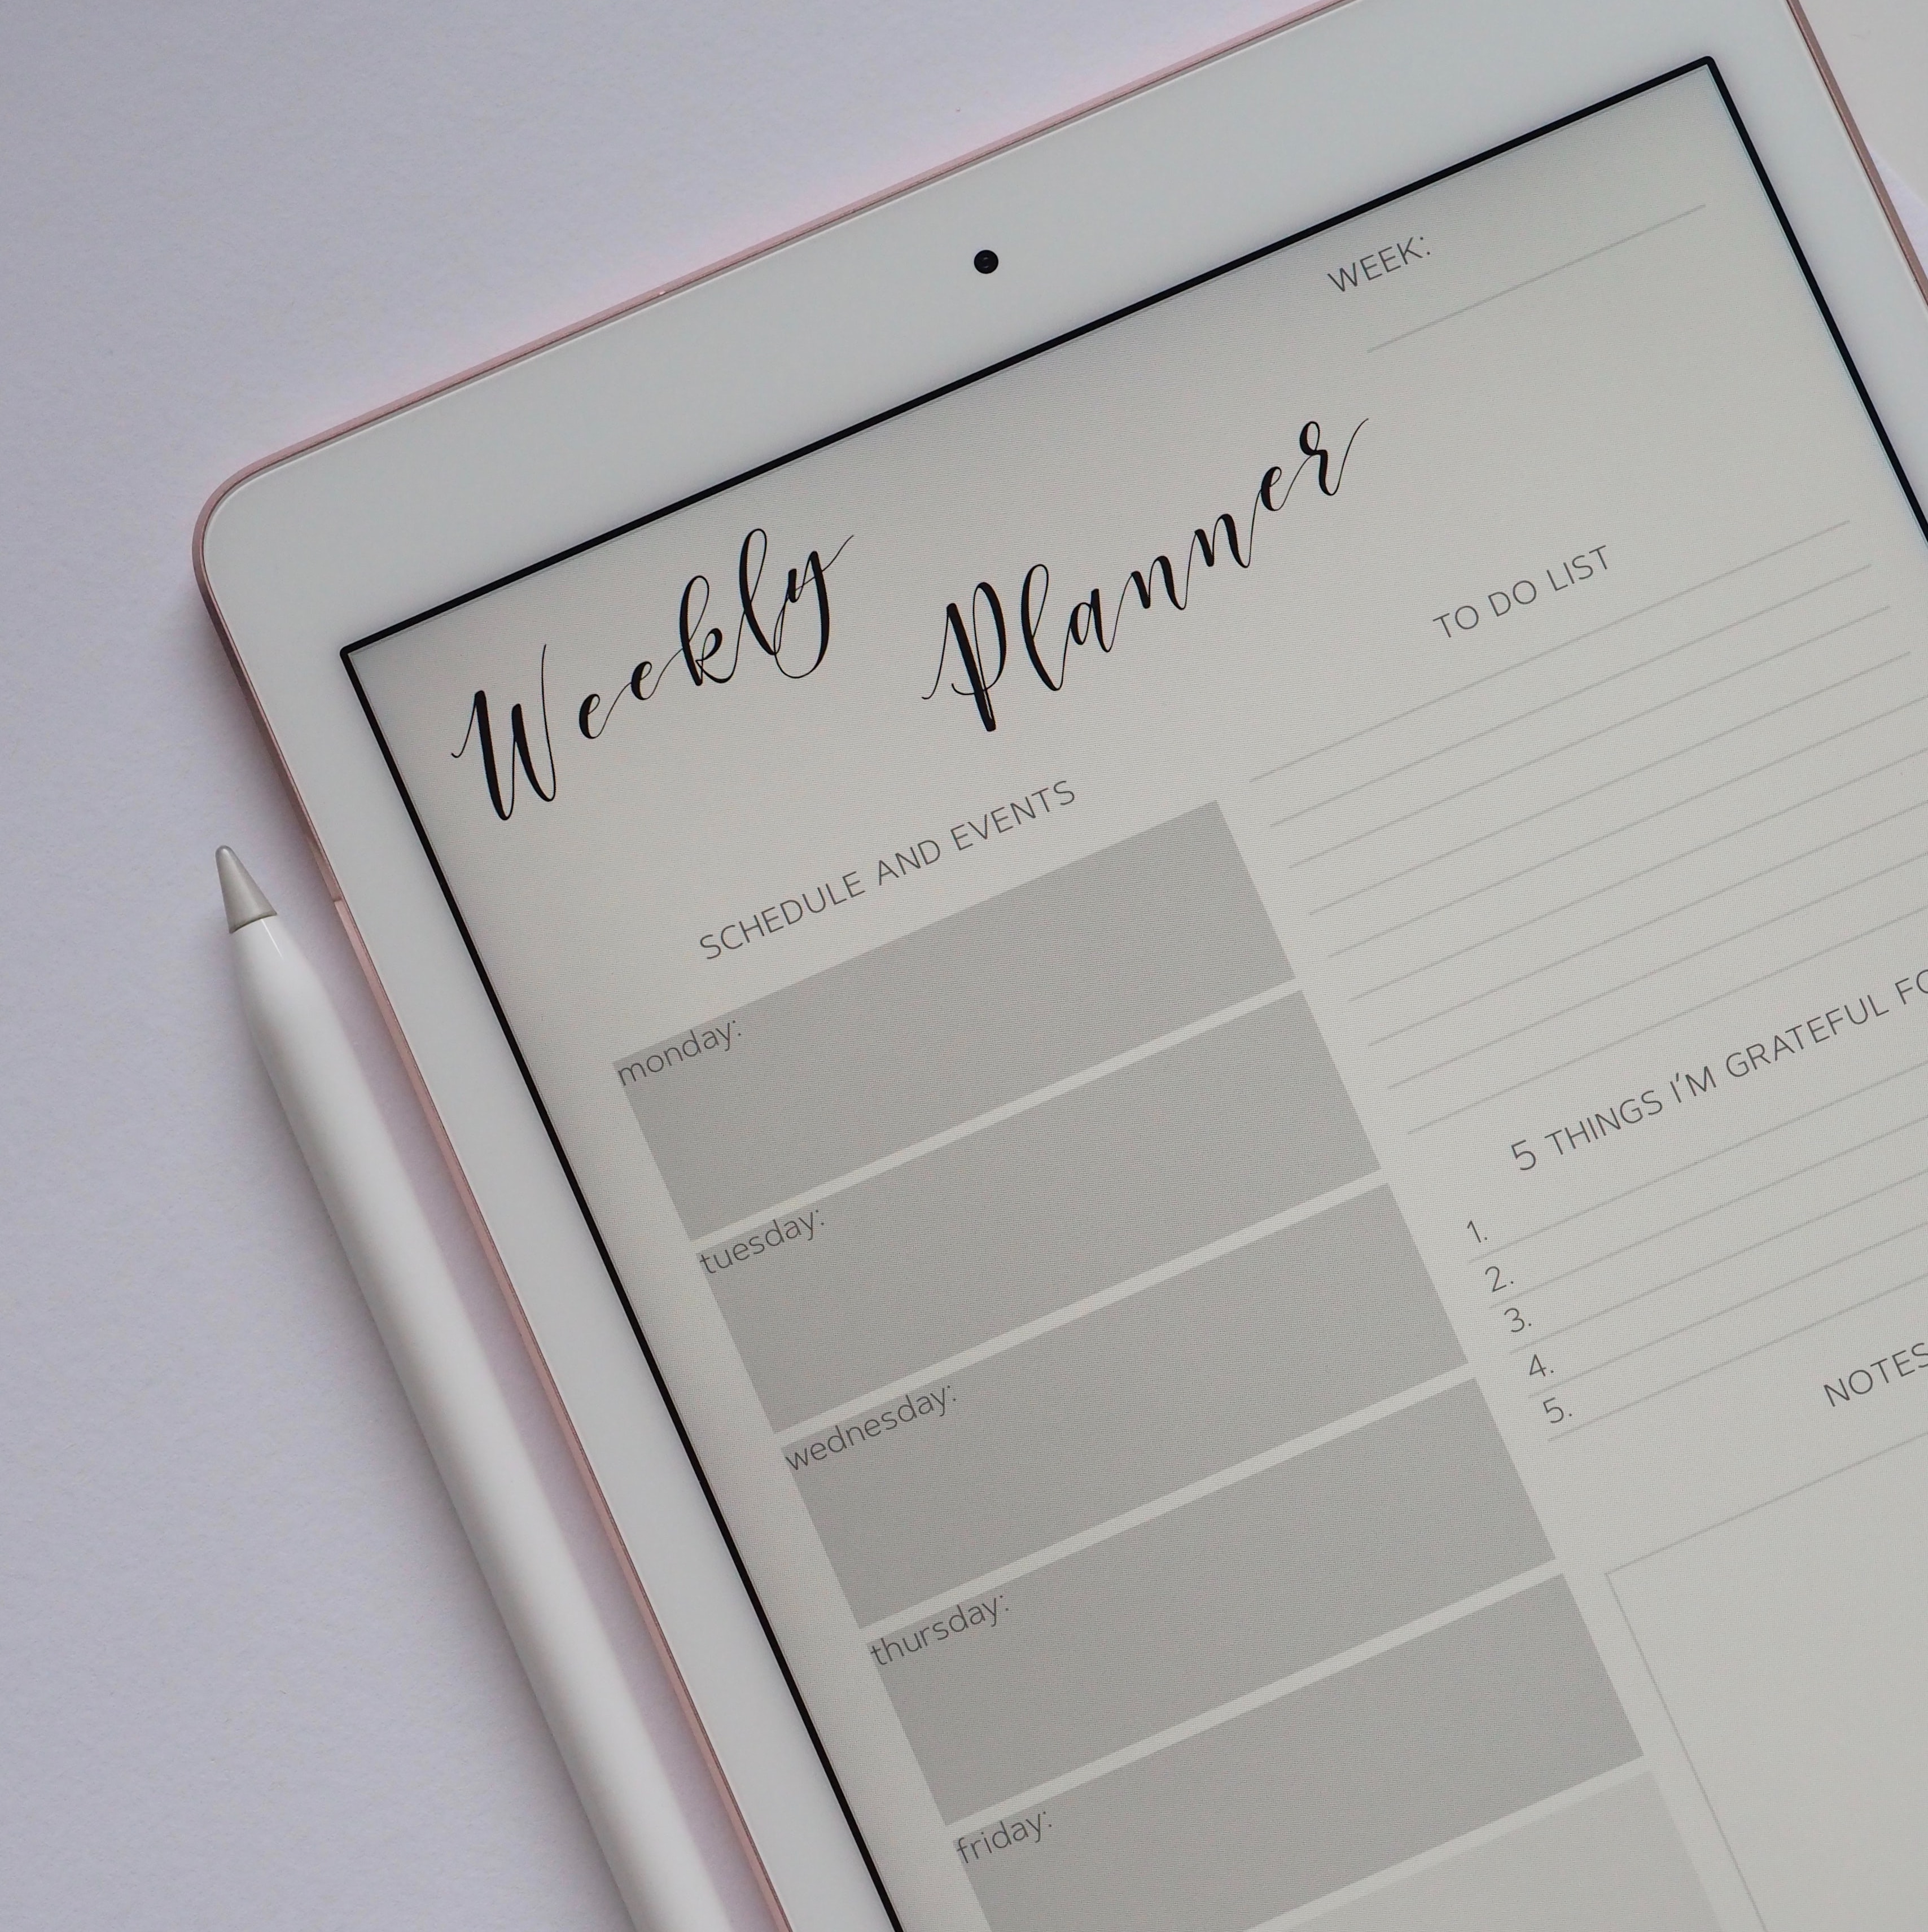 WEEK:
Weekly Planner
SCHEDULE AND EVENTS
monday:
tuesday:
wednesday:
thursday:
friday:
TO DO LIST
5 THINGS I'M GRATEFUL
1.
2.
3.
4.
5.
NOTES